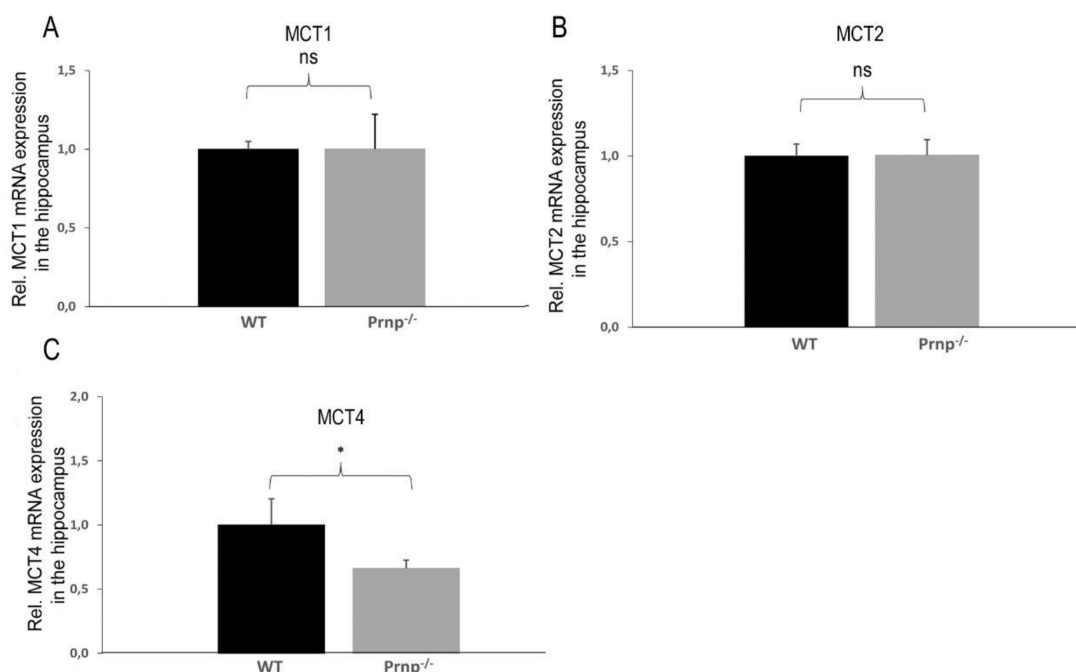 A
MCT1
ns
Rel. MCT1 mRNA expression
in the hippocampus
1,5
1,0
0,5
0,0
WT
Prnp-/-
B
MCT2
ns
Rel. MCT2 mRNA expression
in the hippocampus
1,5
1,0
0,5
0,0
WT
Prnp-/-
C
MCT4
*
Rel. MCT4 mRNA expression
in the hippocampus
2,0
1,5
1,0
0,5
0,0
WT
Prnp-/-